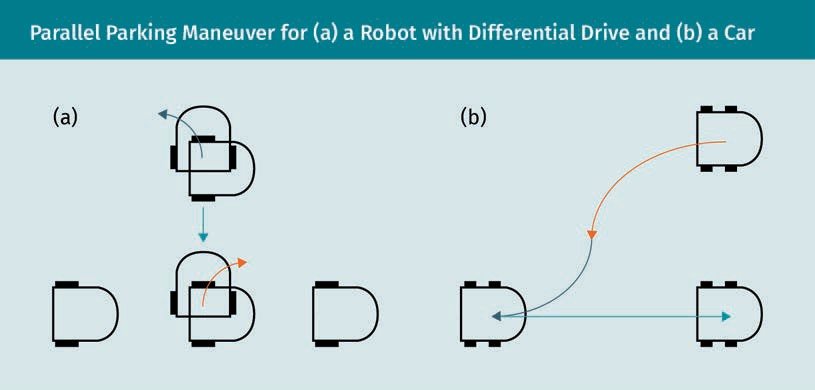 Parallel Parking Maneuver for (a) a Robot with Differential Drive and (b) a Car
(a)
(b)